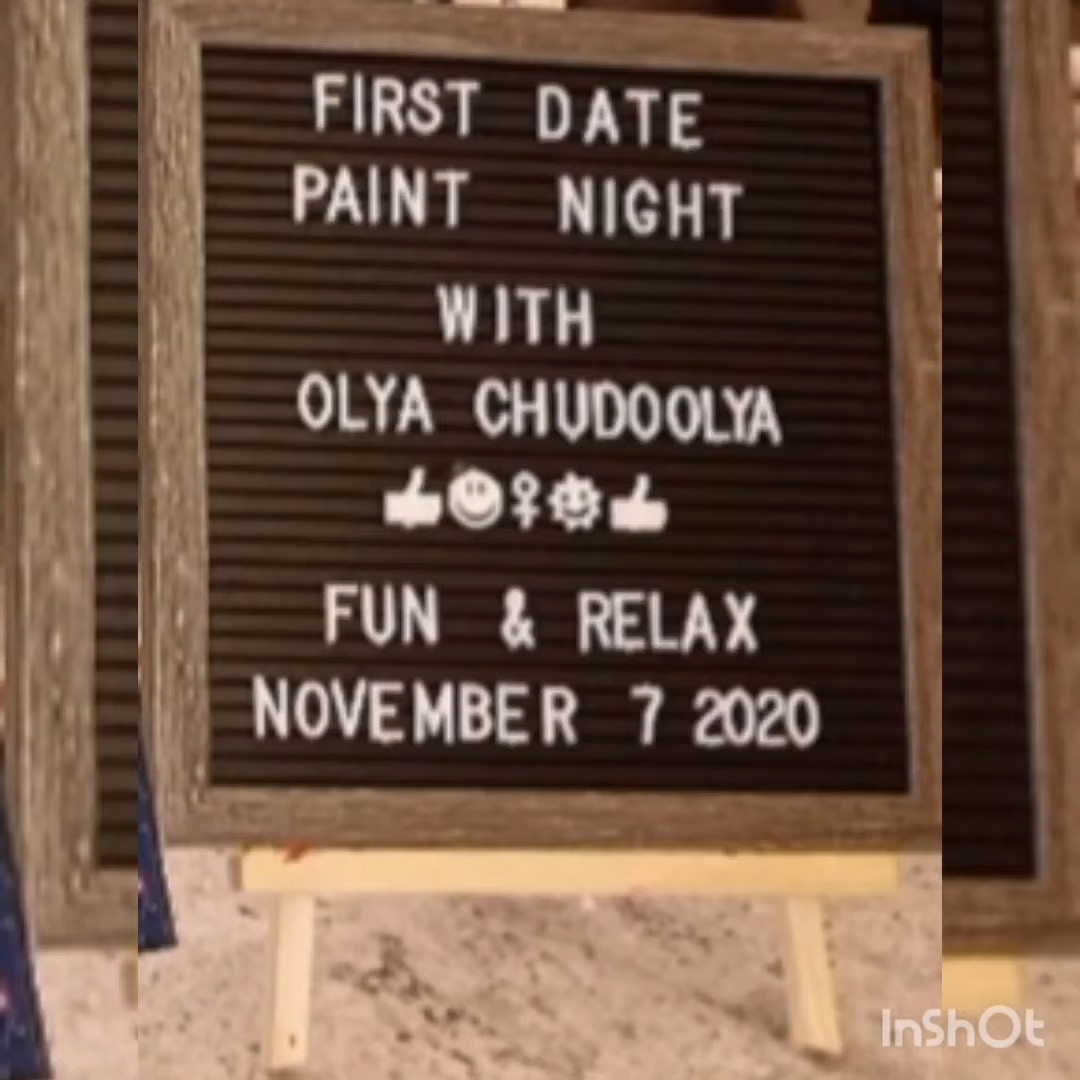 FIRST DATE
PAINT NIGHT
WITH
OLYA CHUDOOLYA
👍☺♀🌞👍
FUN & RELAX
NOVEMBER 7 2020
InShOt